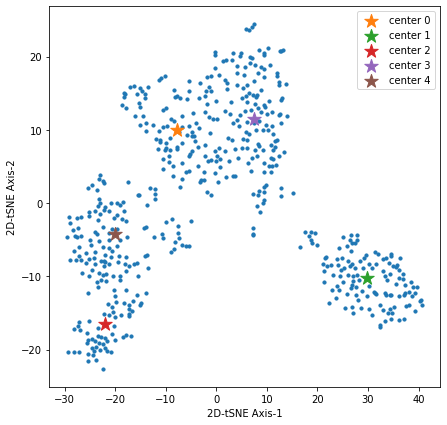 center 0
center 1
center 2
center 3
center 4
20
10
0
−10
−20
2D-tSNE Axis-2
−30 −20 −10 0 10 20 30 40
2D-tSNE Axis-1